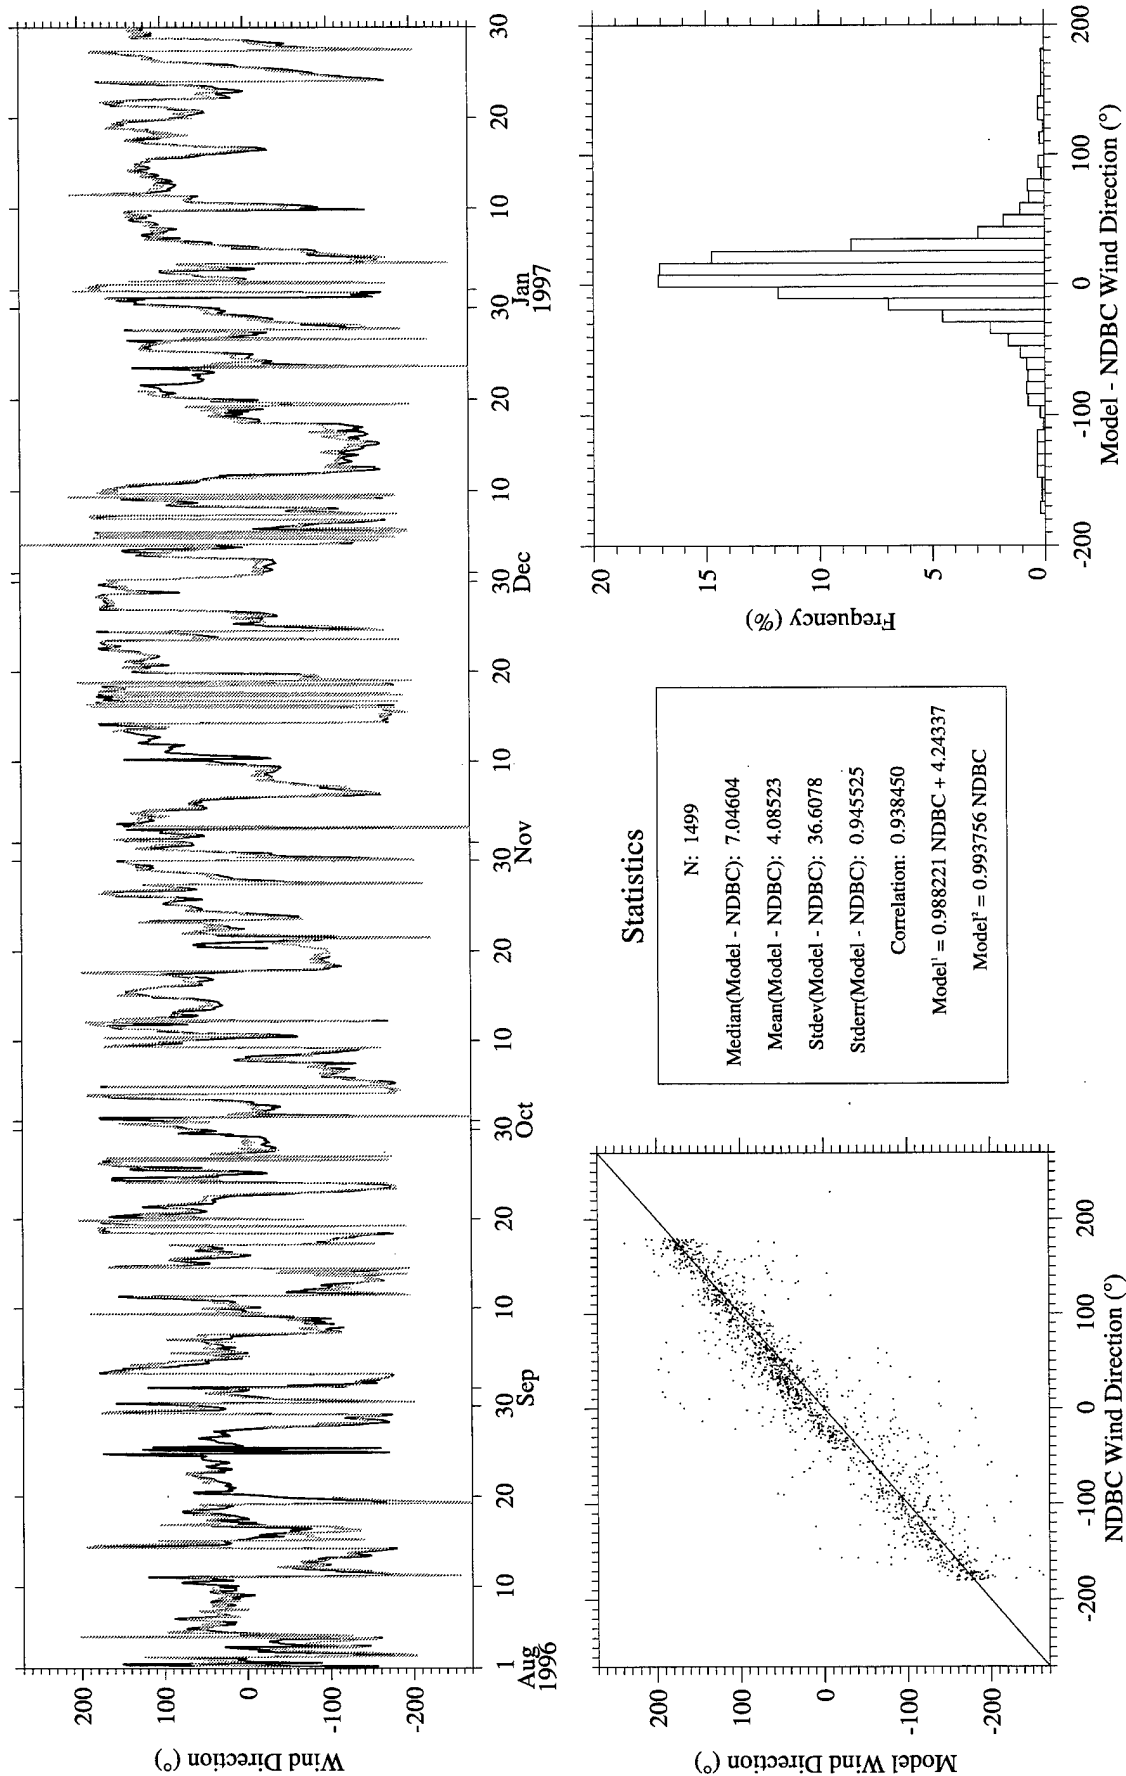 200
100
0
-100
-200
Wind Direction (°)
1
10
20
30
10
20
30
10
20
30
10
20
30
10
20
30
10
20
30
Aug
1996
Sep
Oct
Nov
Dec
Jan
1997
200
100
0
-100
-200
Model Wind Direction (°)
-200
-100
0
100
200
NDBC Wind Direction (°)
Statistics
N: 1499
Median(Model - NDBC): 7.04604
Mean(Model - NDBC): 4.08523
Stdev(Model - NDBC): 36.6078
Stderr(Model - NDBC): 0.945525
Correlation: 0.938450
Model¹ = 0.988221 NDBC + 4.24337
Model² = 0.993756 NDBC
20
15
10
5
0
Frequency (%)
-200
-100
0
100
200
Model - NDBC Wind Direction (°)